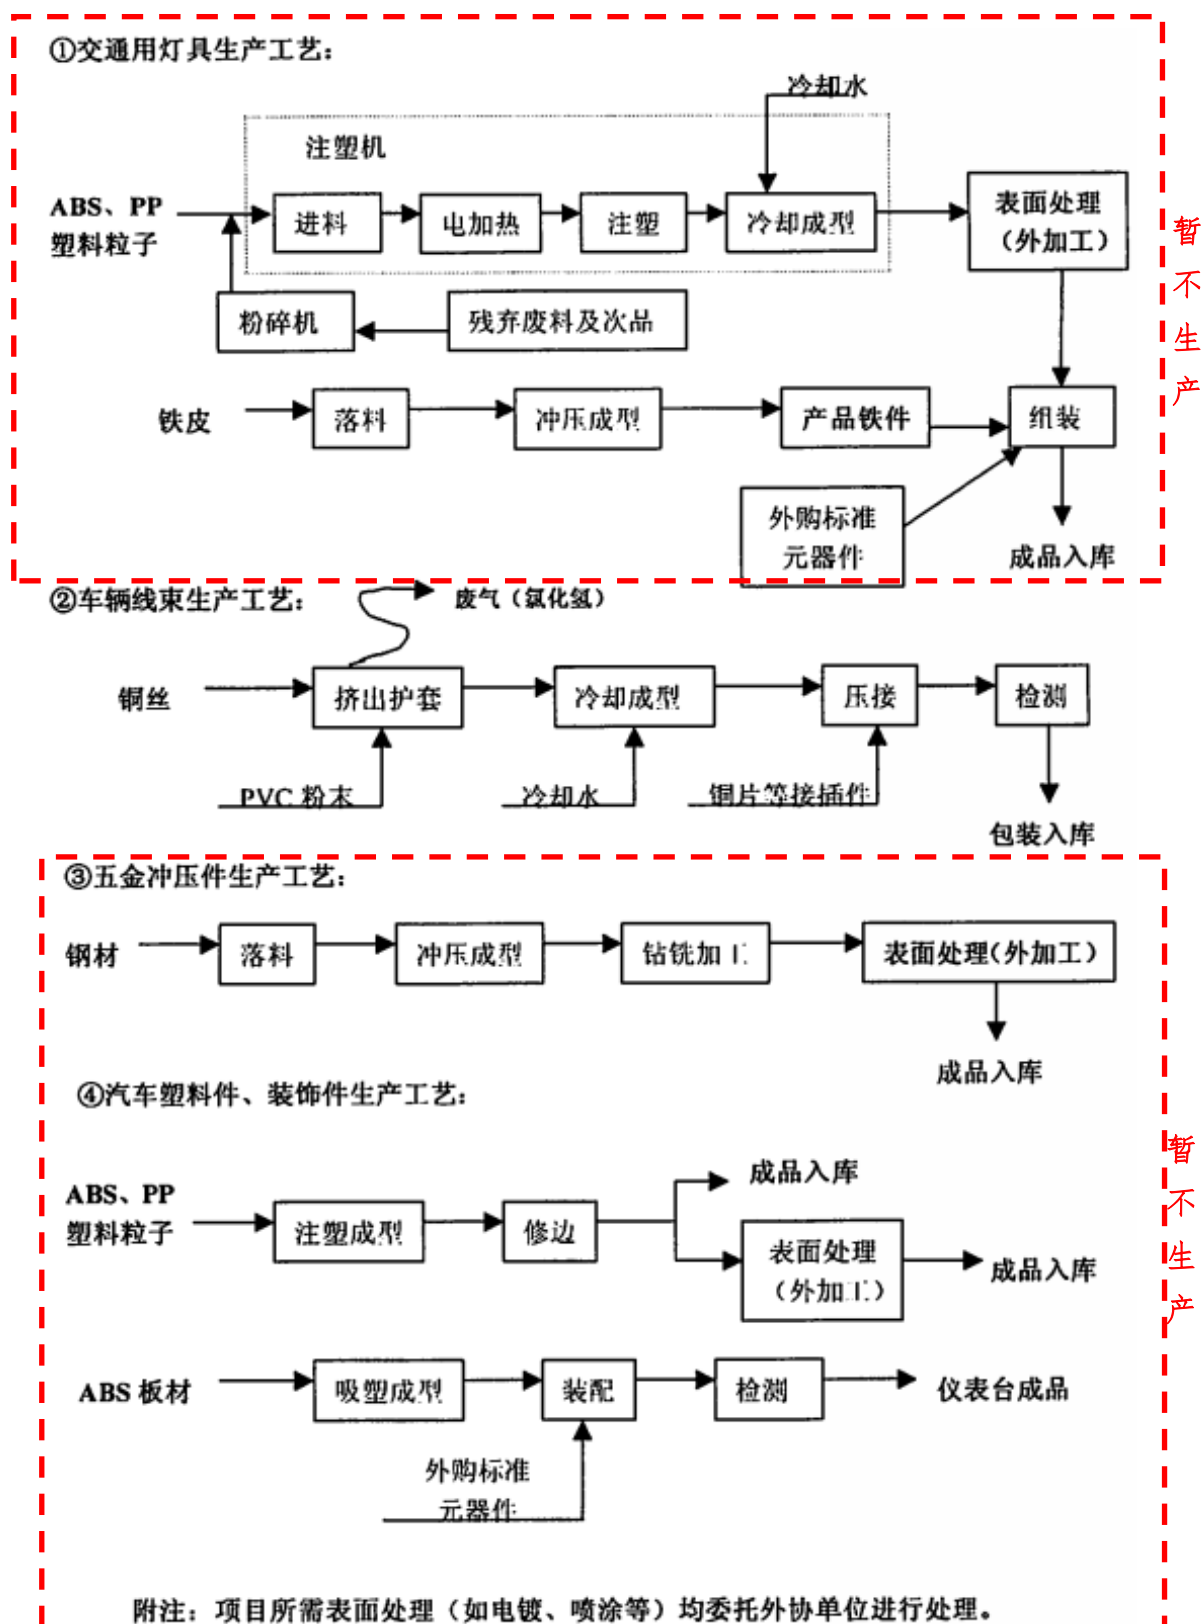 ①交通用灯具生产工艺：
冷却水
注塑机
ABS、PP
塑料粒子
进料
电加热
注塑
冷却成型
表面处理
（外加工）
暂
不
生
产
粉碎机
残弃废料及次品
铁皮
落料
冲压成型
产品铁件
组装
外购标准
元器件
成品入库
②车辆线束生产工艺：
废气（氯化氢）
铜丝
挤出护套
冷却成型
压接
检测
PVC 粉末
冷却水
铜片等接插件
包装入库
③五金冲压件生产工艺：
钢材
落料
冲压成型
钻铣加工
表面处理（外加工）
成品入库
④汽车塑料件、装饰件生产工艺：
暂
不
生
产
ABS、PP
塑料粒子
注塑成型
修边
成品入库
表面处理
（外加工）
成品入库
ABS 板材
吸塑成型
装配
检测
仪表台成品
外购标准
元器件
附注：项目所需表面处理（如电镀、喷涂等）均委托外协单位进行处理。